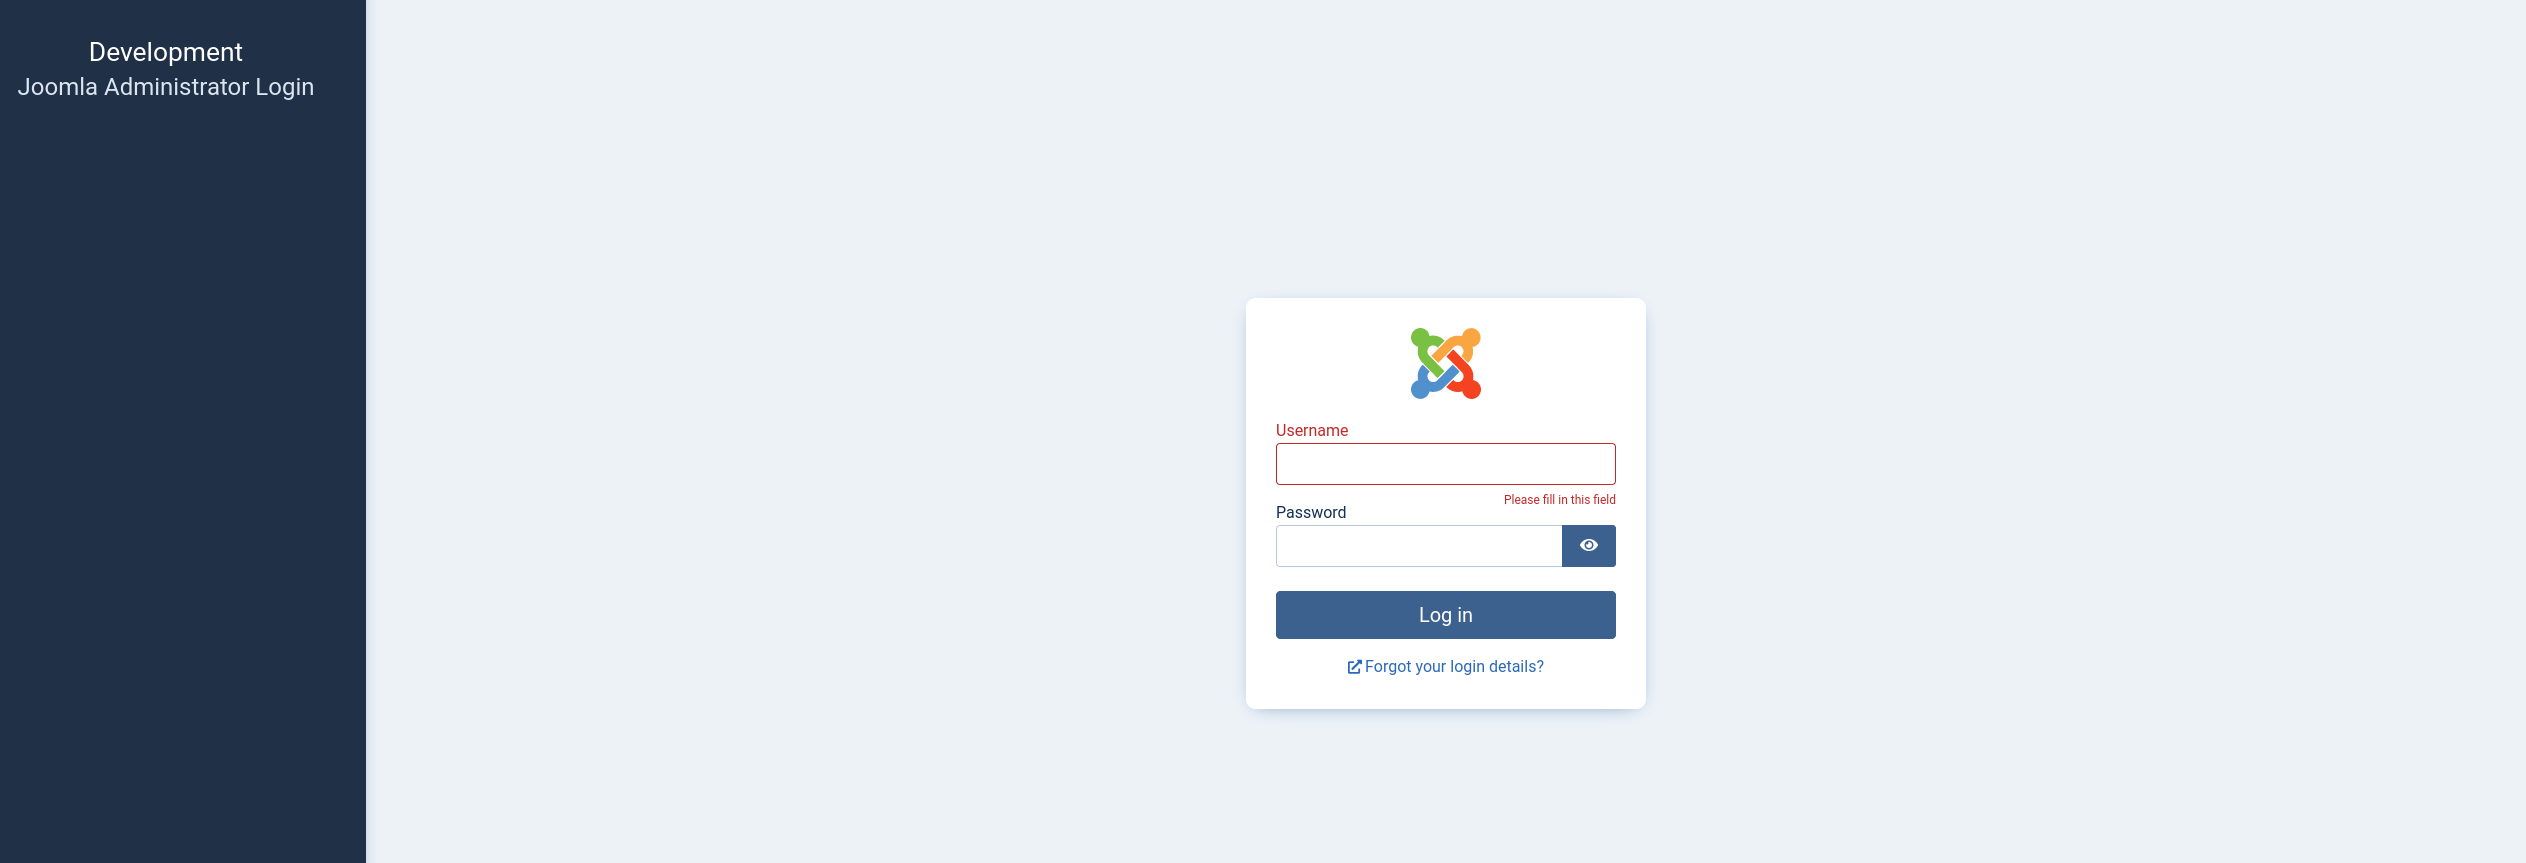 Development
Joomla Administrator Login
Username
Please fill in this field
Password
Log in
Forgot your login details?